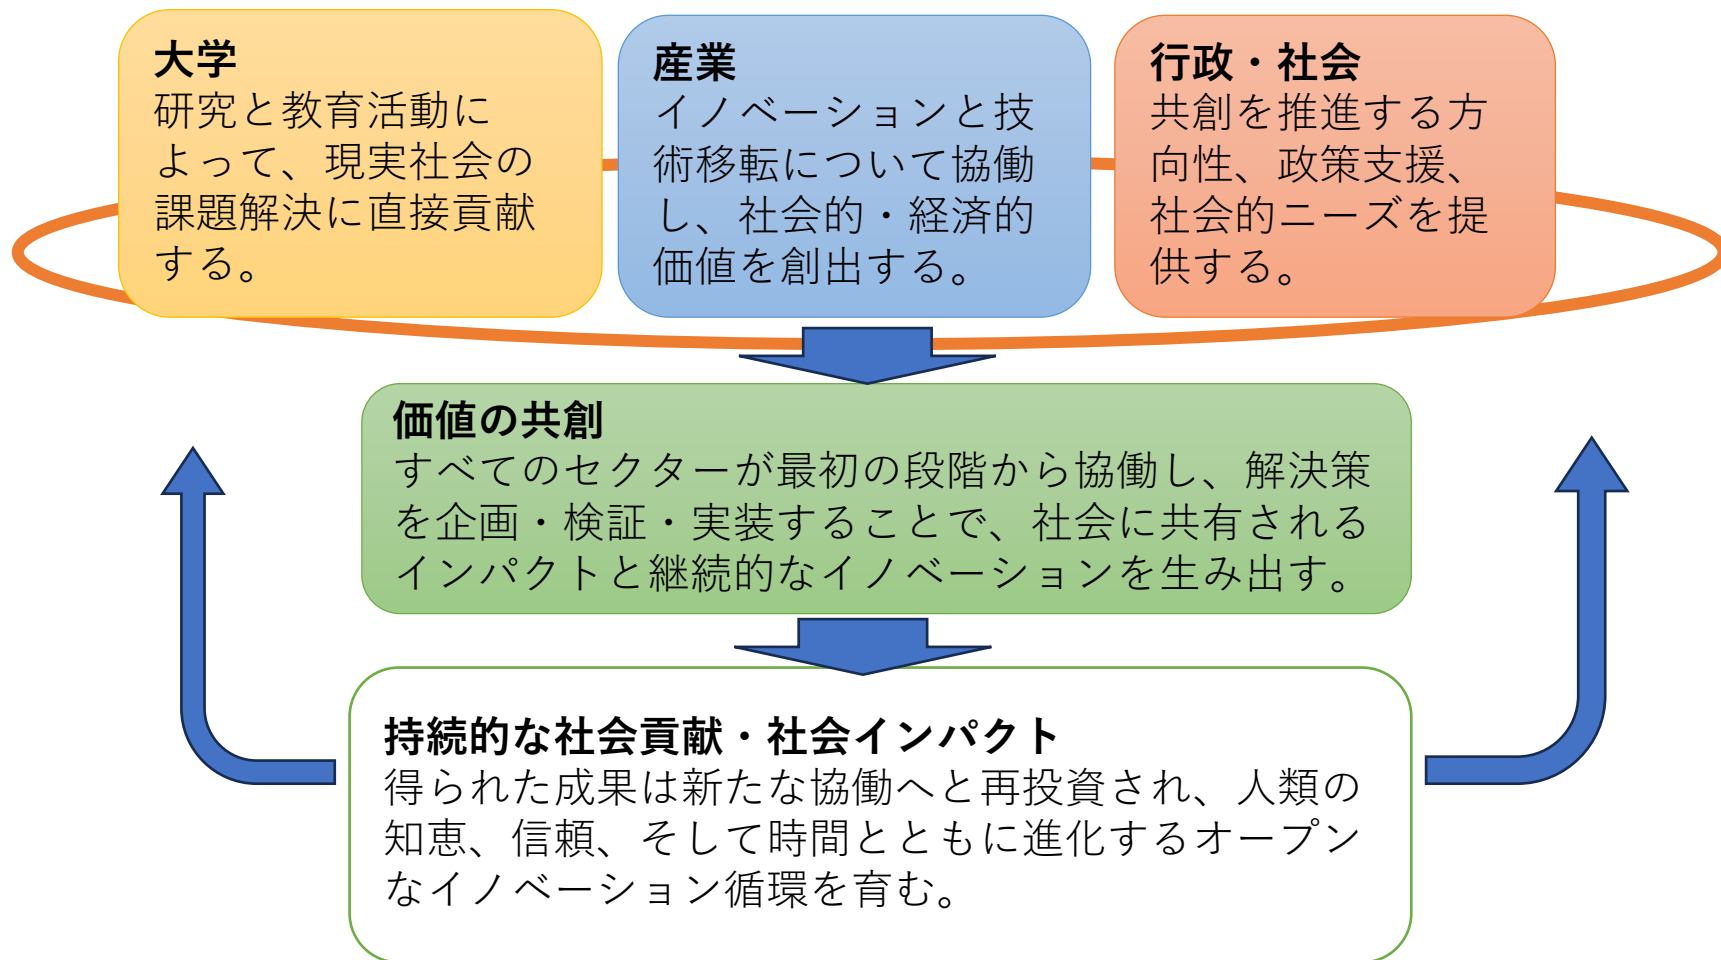 大学
研究と教育活動に
よって、現実社会の
課題解決に直接貢献
する。
産業
イノベーションと技
術移転について協働
し、社会的・経済的
価値を創出する。
行政・社会
共創を推進する方
向性、政策支援、
社会的ニーズを提
供する。
価値の共創
すべてのセクターが最初の段階から協働し、解決策
を企画・検証・実装することで、社会に共有される
インパクトと継続的なイノベーションを生み出す。
持続的な社会貢献・社会インパクト
得られた成果は新たな協働へと再投資され、人類の
知恵、信頼、そして時間とともに進化するオープン
なイノベーション循環を育む。